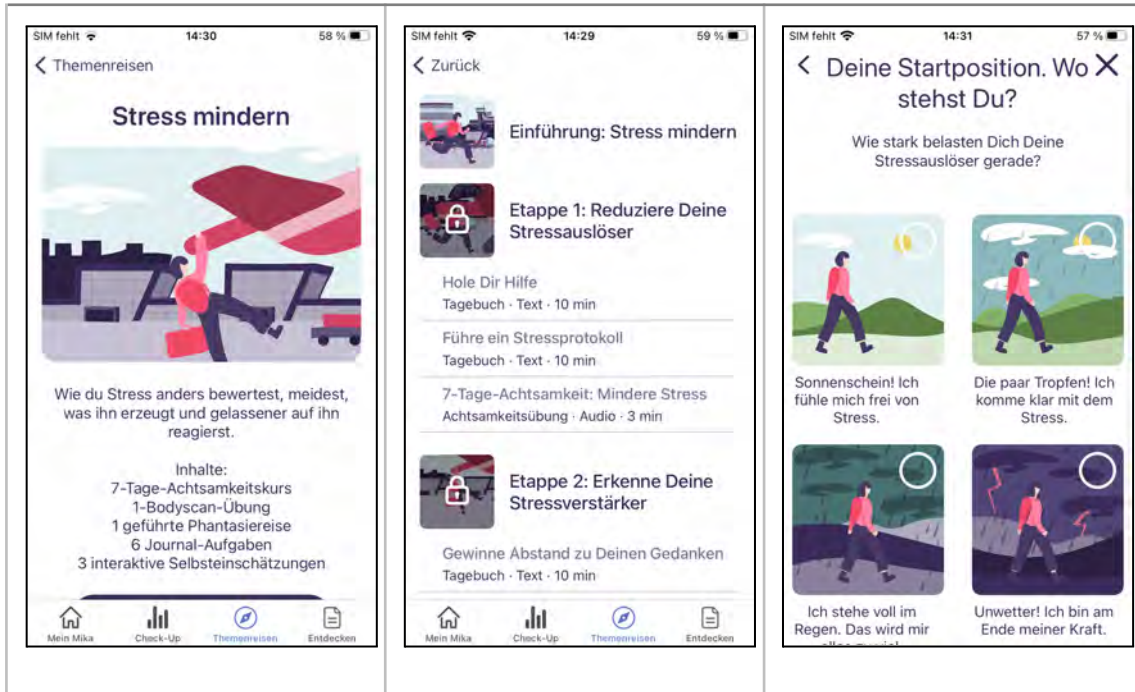 SIM fehlt 14:30 58 %
Themenreisen
Stress mindern
Wie du Stress anders bewertest, meidest,
was ihn erzeugt und gelassener auf ihn
reagierst.
Inhalte:
7-Tage-Achtsamkeitskurs
1-Bodyscan-Übung
1 geführte Phantasiereise
6 Journal-Aufgaben
3 interaktive Selbsteinschätzungen
Mein Mika Check-Up Themenreisen Entdecken
SIM fehlt 14:29 59 %
Zurück
Einführung: Stress mindern
Etappe 1: Reduziere Deine
Stressauslöser
Hole Dir Hilfe
Tagebuch · Text · 10 min
Führe ein Stressprotokoll
Tagebuch · Text · 10 min
7-Tage-Achtsamkeit: Mindere Stress
Achtsamkeitsübung · Audio · 3 min
Etappe 2: Erkenne Deine
Stressverstärker
Gewinne Abstand zu Deinen Gedanken
Tagebuch · Text · 10 min
Mein Mika Check-Up Themenreisen Entdecken
SIM fehlt 14:31 57 %
Deine Startposition. Wo
stehst Du?
Wie stark belasten Dich Deine
Stressauslöser gerade?
Sonnenschein! Ich
fühle mich frei von
Stress.
Die paar Tropfen! Ich
komme klar mit dem
Stress.
Ich stehe voll im
Regen. Das wird mir
Unwetter! Ich bin am
Ende meiner Kraft.